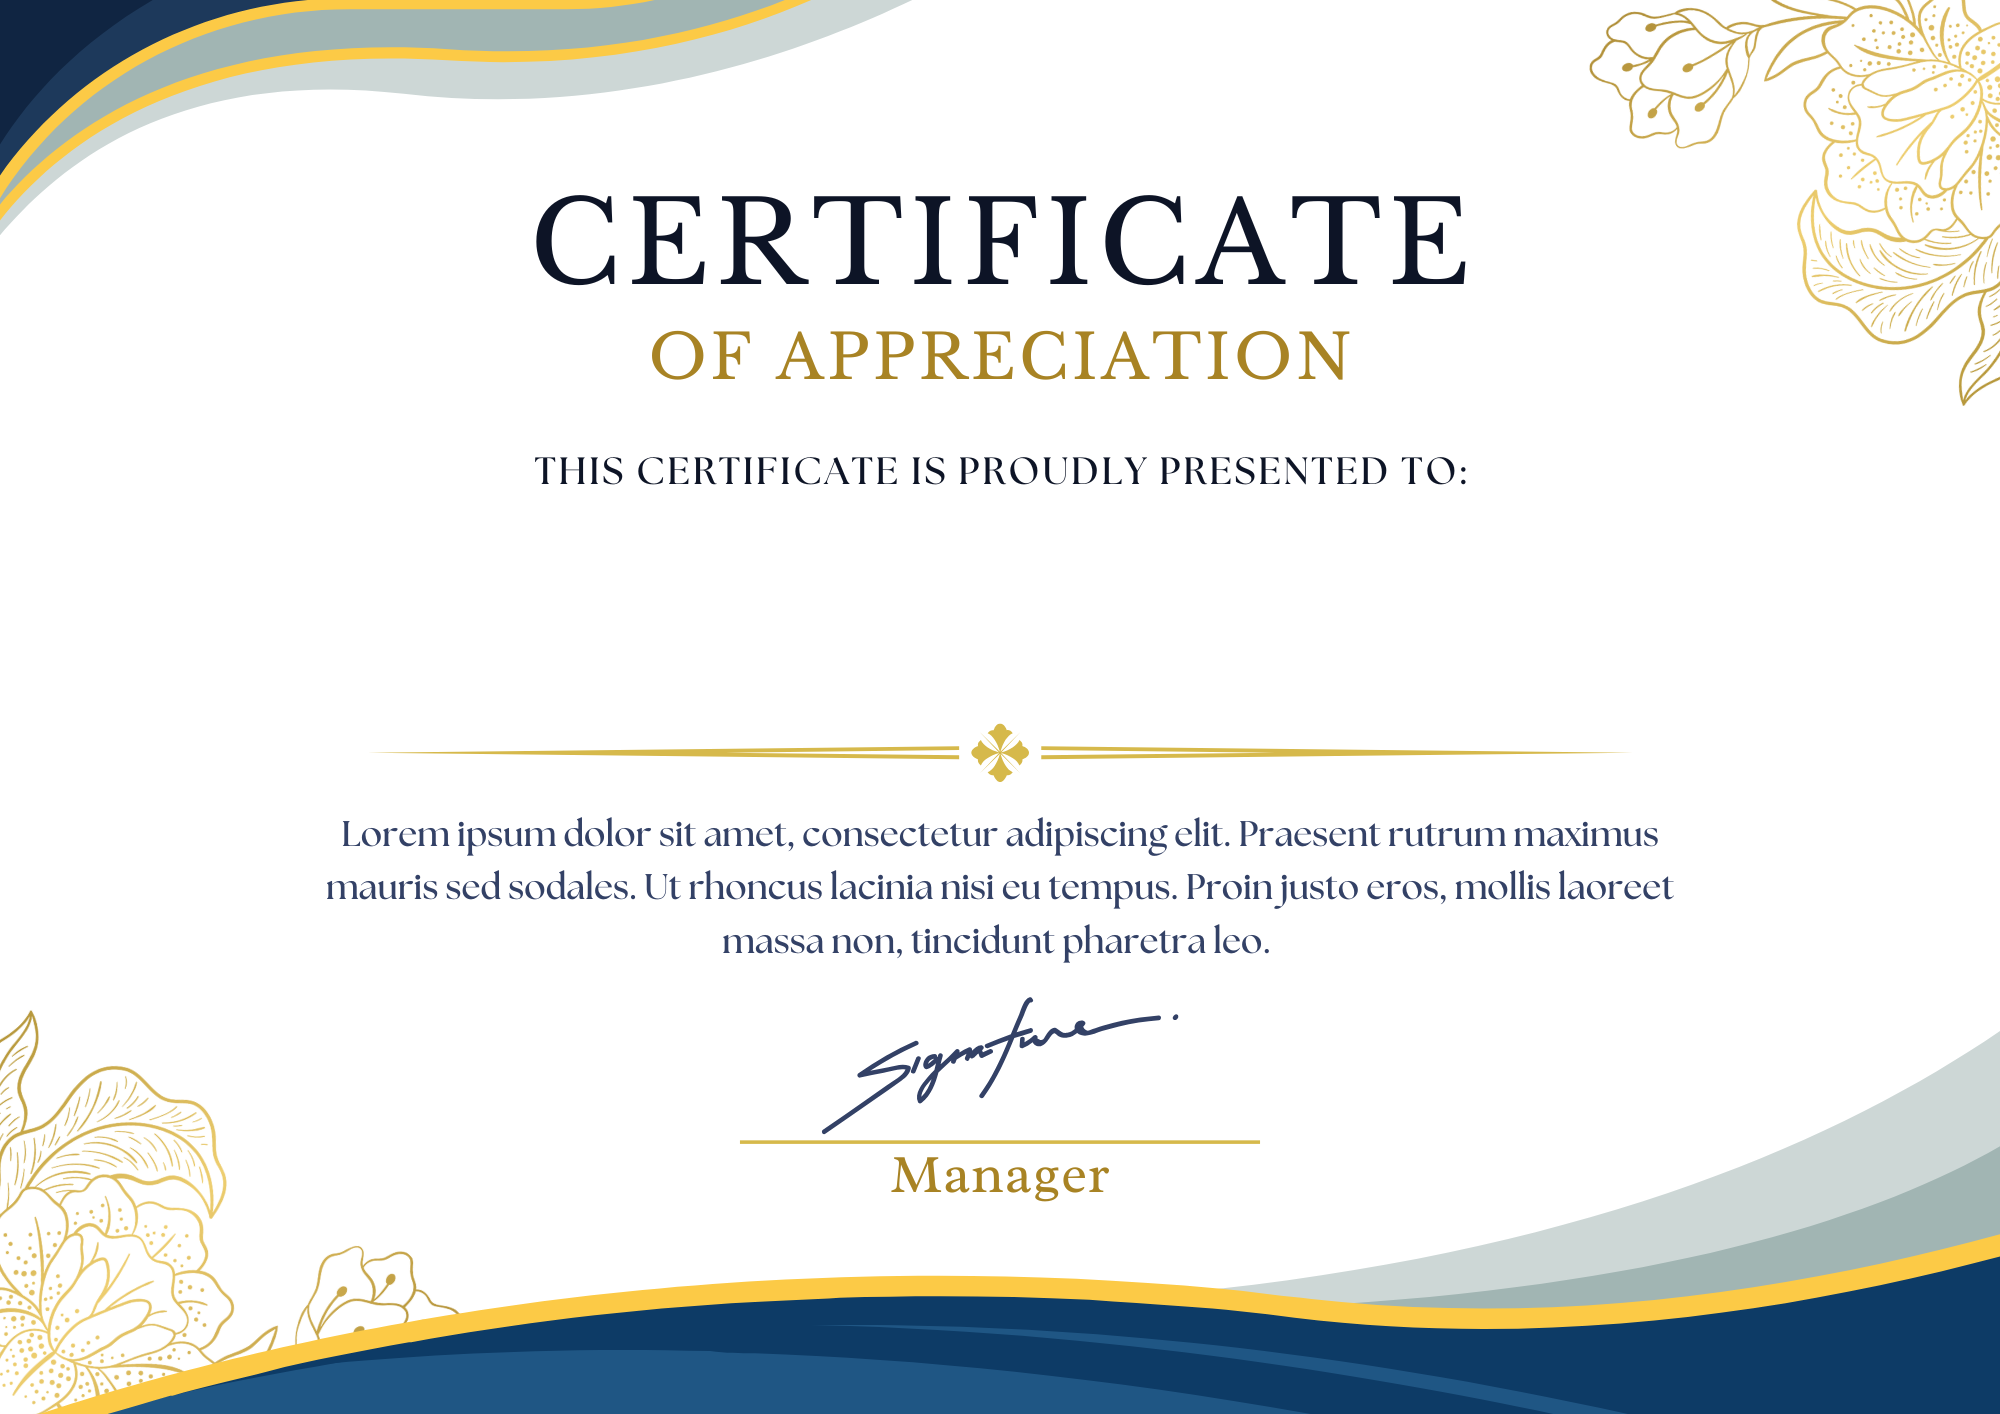 CERTIFICATE
OF APPRECIATION
THIS CERTIFICATE IS PROUDLY PRESENTED TO:
Lorem ipsum dolor sit amet, consectetur adipiscing elit. Praesent rutrum maximus
mauris sed sodales. Ut rhoncus lacinia nisi eu tempus. Proin justo eros, mollis laoreet
massa non, tincidunt pharetra leo.
Signature
Manager